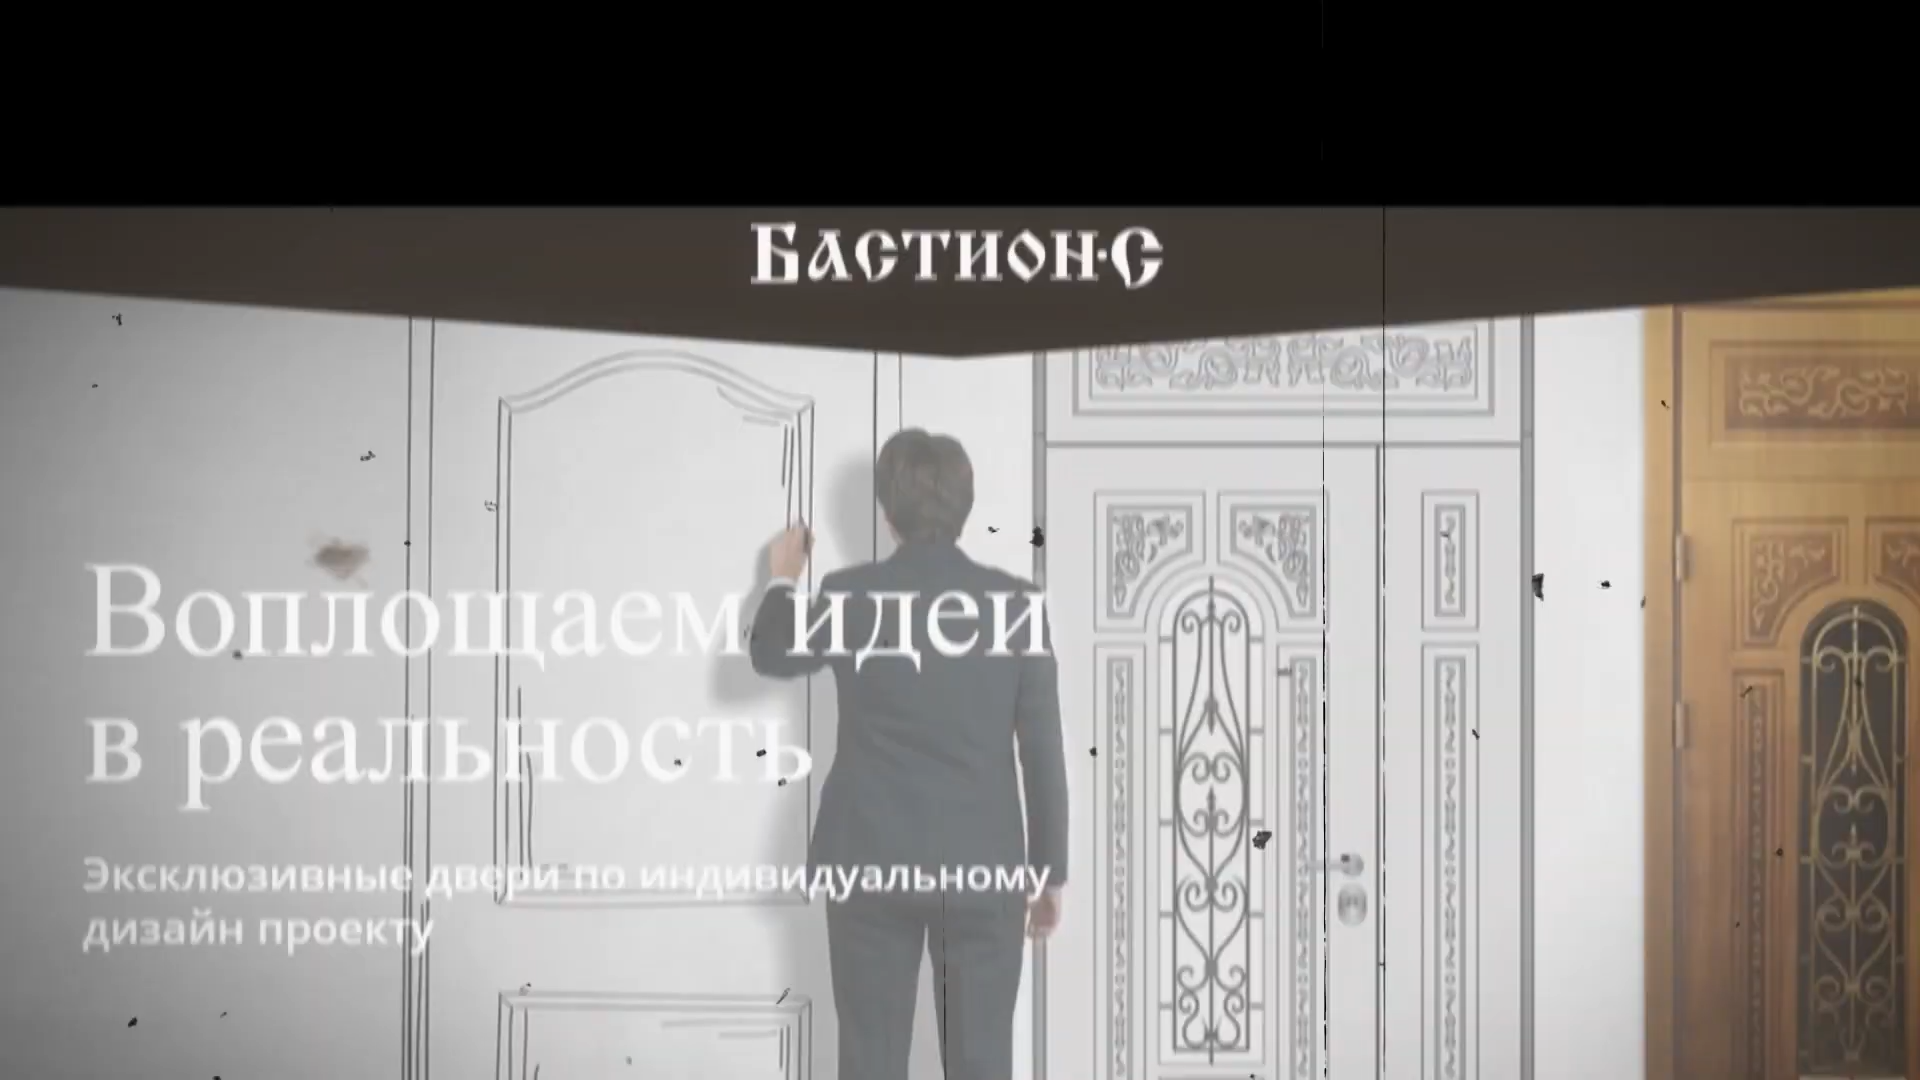 БАСТИОН·С
Воплощаем идеи
в реальность
Эксклюзивные двери по индивидуальному
дизайн проекту